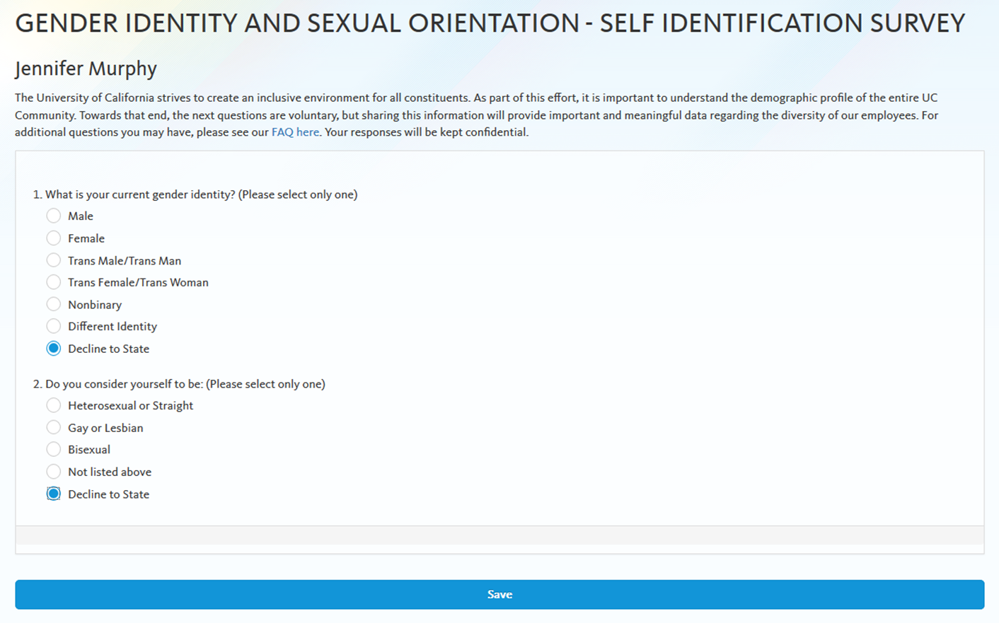 GENDER IDENTITY AND SEXUAL ORIENTATION - SELF IDENTIFICATION SURVEY
Jennifer Murphy
The University of California strives to create an inclusive environment for all constituents. As part of this effort, it is important to understand the demographic profile of the entire UC
Community. Towards that end, the next questions are voluntary, but sharing this information will provide important and meaningful data regarding the diversity of our employees. For
additional questions you may have, please see our FAQ here. Your responses will be kept confidential.
1. What is your current gender identity? (Please select only one)
Male
Female
Trans Male/Trans Man
Trans Female/Trans Woman
Nonbinary
Different Identity
Decline to State
2. Do you consider yourself to be: (Please select only one)
Heterosexual or Straight
Gay or Lesbian
Bisexual
Not listed above
Decline to State
Save